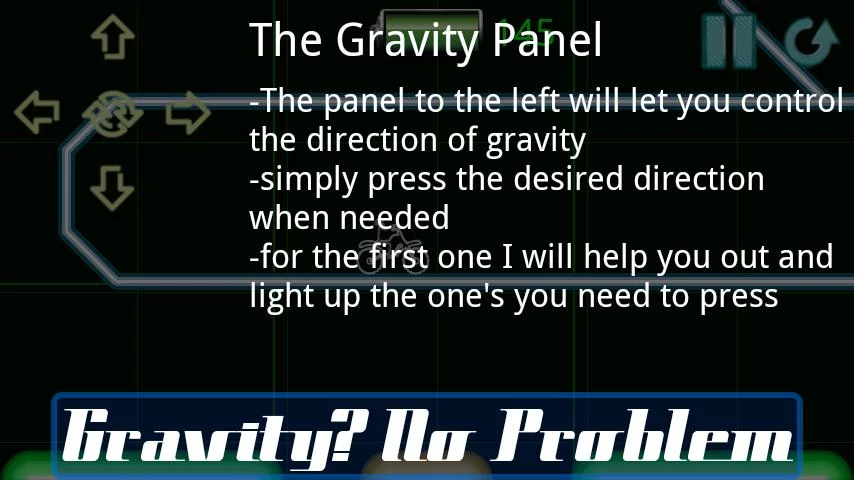 145
The Gravity Panel
-The panel to the left will let you control
the direction of gravity
-simply press the desired direction
when needed
-for the first one I will help you out and
light up the one's you need to press
Gravity? No Problem